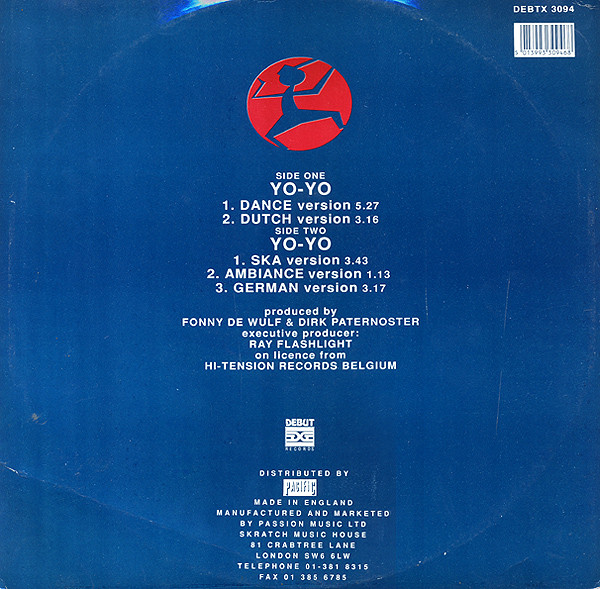 DEBTX 3094
5 013993 309468
SIDE ONE
YO-YO
1. DANCE version 5.27
2. DUTCH version 3.16
SIDE TWO
YO-YO
1. SKA version 3.43
2. AMBIANCE version 1.13
3. GERMAN version 3.17
produced by
FONNY DE WULF & DIRK PATERNOSTER
executive producer:
RAY FLASHLIGHT
on licence from
HI-TENSION RECORDS BELGIUM
DEBUT
RECORDS
DISTRIBUTED BY
PACIFIC
MADE IN ENGLAND
MANUFACTURED AND MARKETED
BY PASSION MUSIC LTD
SKRATCH MUSIC HOUSE
81 CRABTREE LANE
LONDON SW6 6LW
TELEPHONE 01-381 8315
FAX 01 385 6785